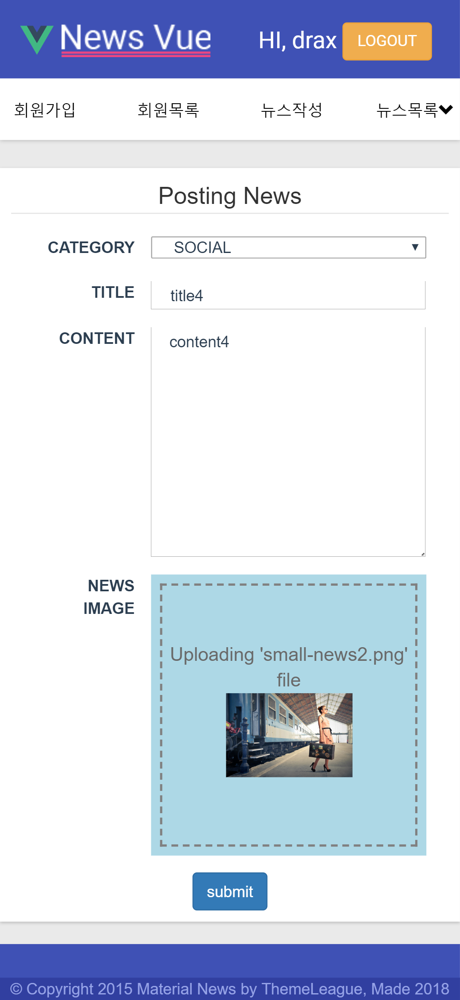 News Vue
HI, drax LOGOUT
회원가입 회원목록 뉴스작성 뉴스목록
Posting News
CATEGORY SOCIAL
TITLE title4
CONTENT content4
NEWS
IMAGE
Uploading 'small-news2.png'
file
submit
© Copyright 2015 Material News by ThemeLeague, Made 2018